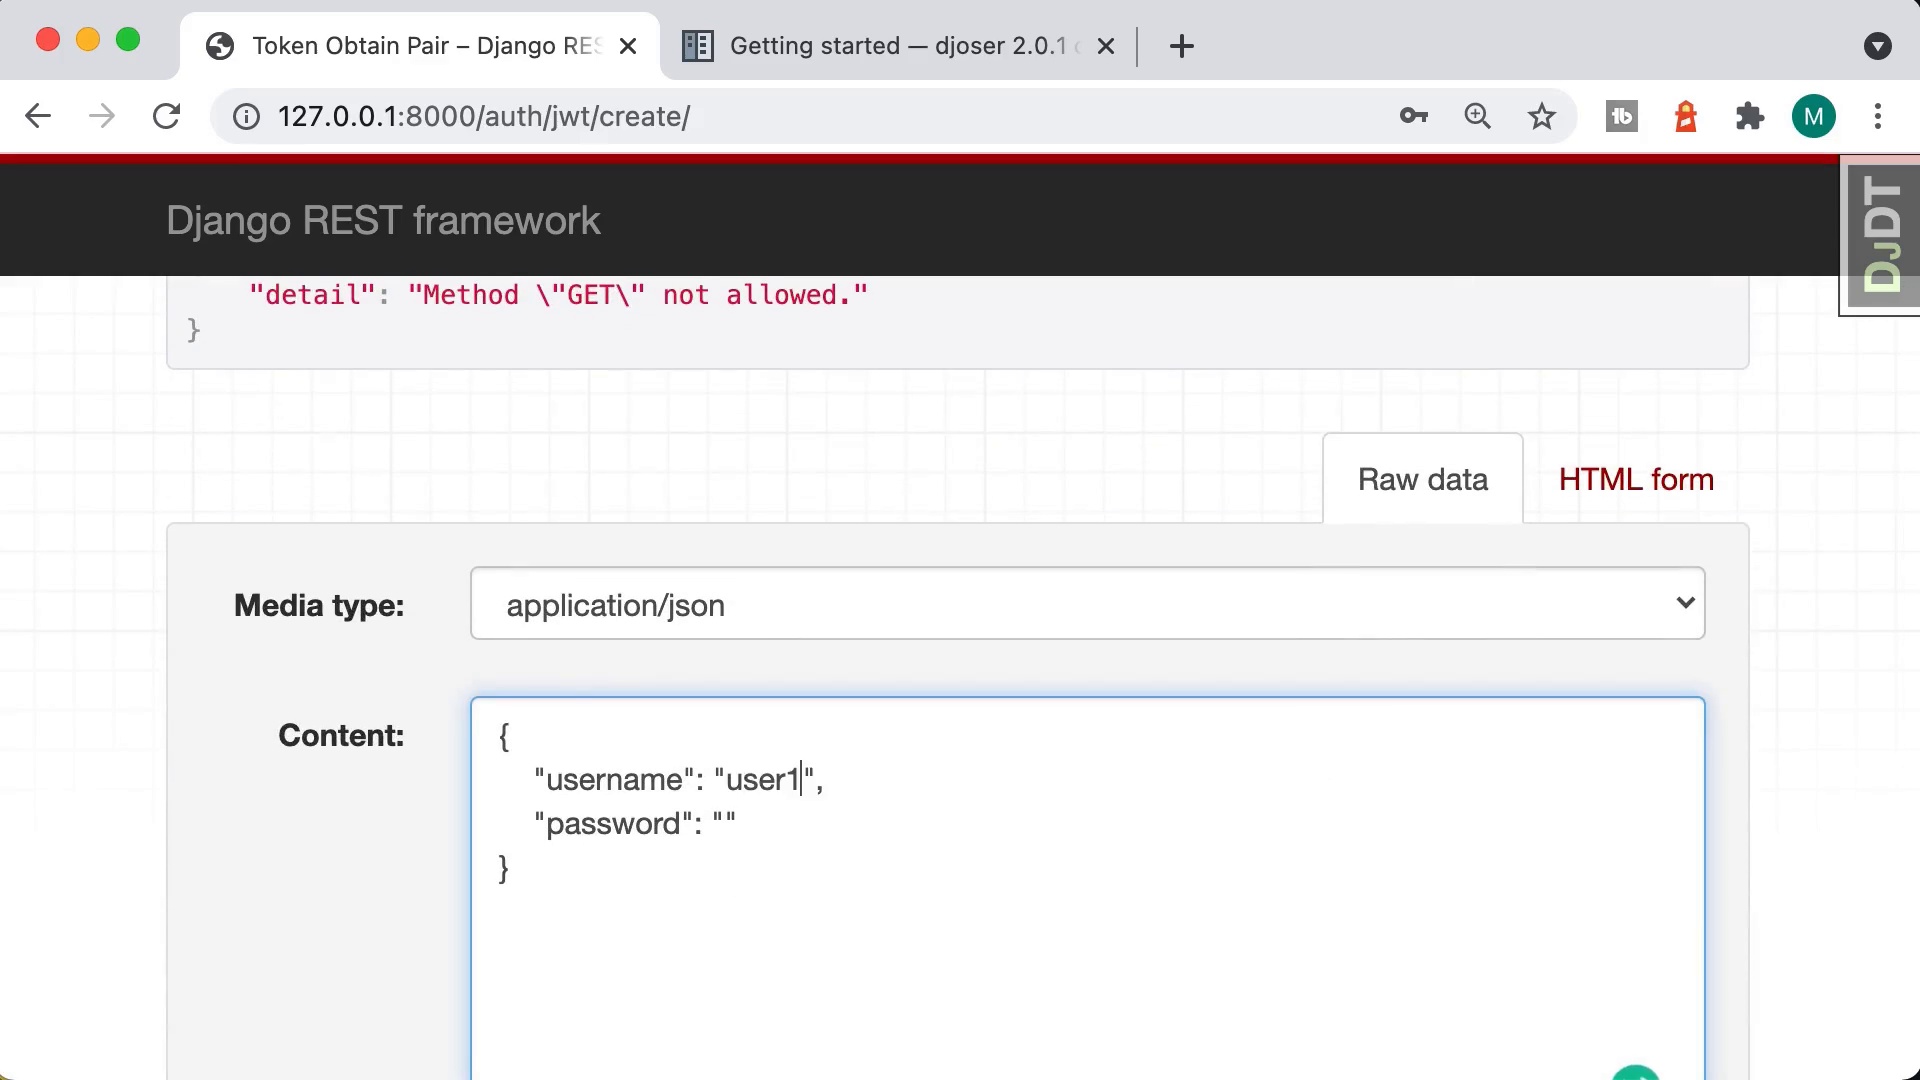 Token Obtain Pair – Django RES
Getting started — djoser 2.0.1
127.0.0.1:8000/auth/jwt/create/
tb
M
Django REST framework
DJDT
"detail": "Method \"GET\" not allowed."
}
Raw data
HTML form
Media type:
application/json
Content:
{
"username": "user1",
"password": ""
}